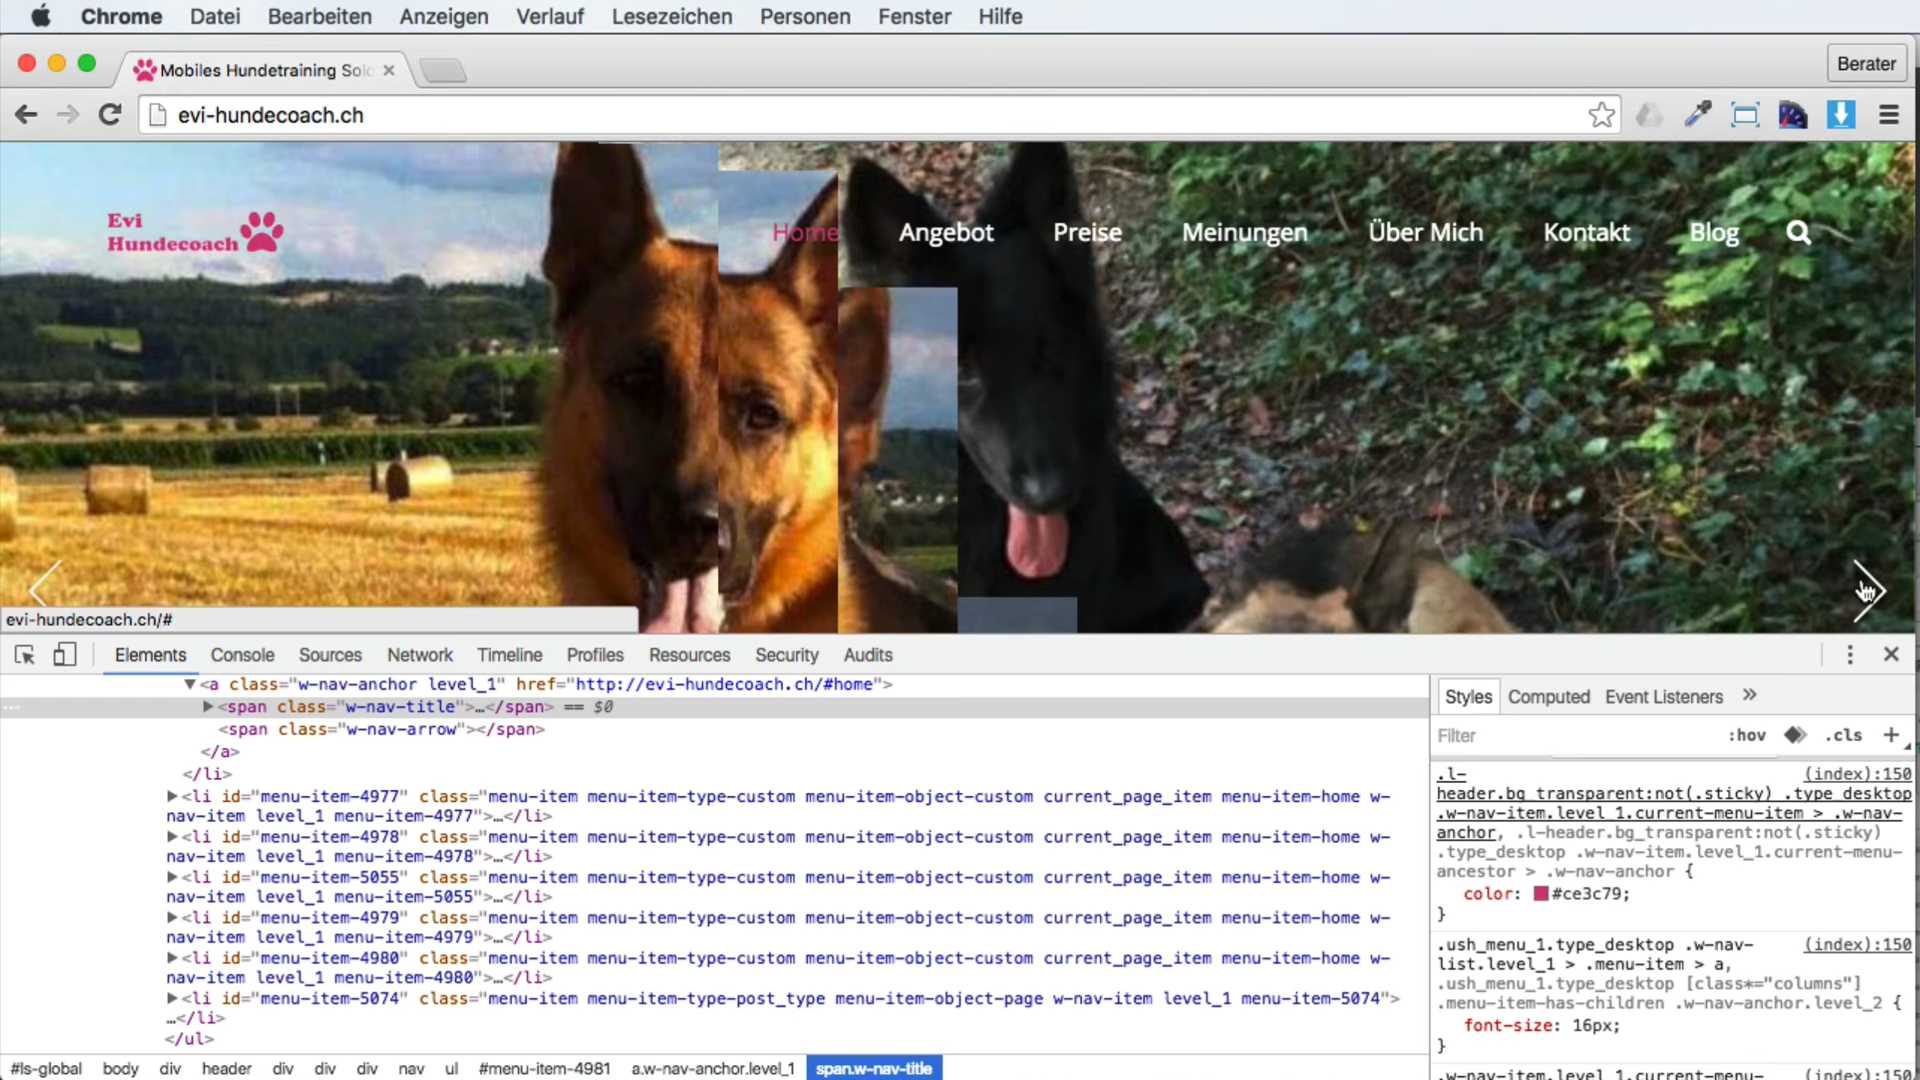 Chrome Datei Bearbeiten Anzeigen Verlauf Lesezeichen Personen Fenster Hilfe
Mobiles Hundetraining Solo
Berater
evi-hundecoach.ch
Evi
Hundecoach
Home Angebot Preise Meinungen Über Mich Kontakt Blog
evi-hundecoach.ch/#
Elements Console Sources Network Timeline Profiles Resources Security Audits
▼<a class="w-nav-anchor level_1" href="http://evi-hundecoach.ch/#home">
▶<span class="w-nav-title">…</span> == $0
<span class="w-nav-arrow"></span>
</a>
</li>
▶<li id="menu-item-4977" class="menu-item menu-item-type-custom menu-item-object-custom current_page_item menu-item-home w-
nav-item level_1 menu-item-4977">…</li>
▶<li id="menu-item-4978" class="menu-item menu-item-type-custom menu-item-object-custom current_page_item menu-item-home w-
nav-item level_1 menu-item-4978">…</li>
▶<li id="menu-item-5055" class="menu-item menu-item-type-custom menu-item-object-custom current_page_item menu-item-home w-
nav-item level_1 menu-item-5055">…</li>
▶<li id="menu-item-4979" class="menu-item menu-item-type-custom menu-item-object-custom current_page_item menu-item-home w-
nav-item level_1 menu-item-4979">…</li>
▶<li id="menu-item-4980" class="menu-item menu-item-type-custom menu-item-object-custom current_page_item menu-item-home w-
nav-item level_1 menu-item-4980">…</li>
▶<li id="menu-item-5074" class="menu-item menu-item-type-post_type menu-item-object-page w-nav-item level_1 menu-item-5074">
…</li>
</ul>
#ls-global body div header div div div nav ul #menu-item-4981 a.w-nav-anchor.level_1 span.w-nav-title
Styles Computed Event Listeners »
Filter :hov .cls +
.l- (index):150
header.bg_transparent:not(.sticky) .type_desktop
.w-nav-item.level_1.current-menu-item > .w-nav-
anchor, .l-header.bg_transparent:not(.sticky)
.type_desktop .w-nav-item.level_1.current-menu-
ancestor > .w-nav-anchor {
color: #ce3c79;
}
.ush_menu_1.type_desktop .w-nav- (index):150
list.level_1 > .menu-item > a,
.ush_menu_1.type_desktop [class*="columns"]
.menu-item-has-children .w-nav-anchor.level_2 {
font-size: 16px;
}
.w-nav-item.level_1.current-menu- (index):150